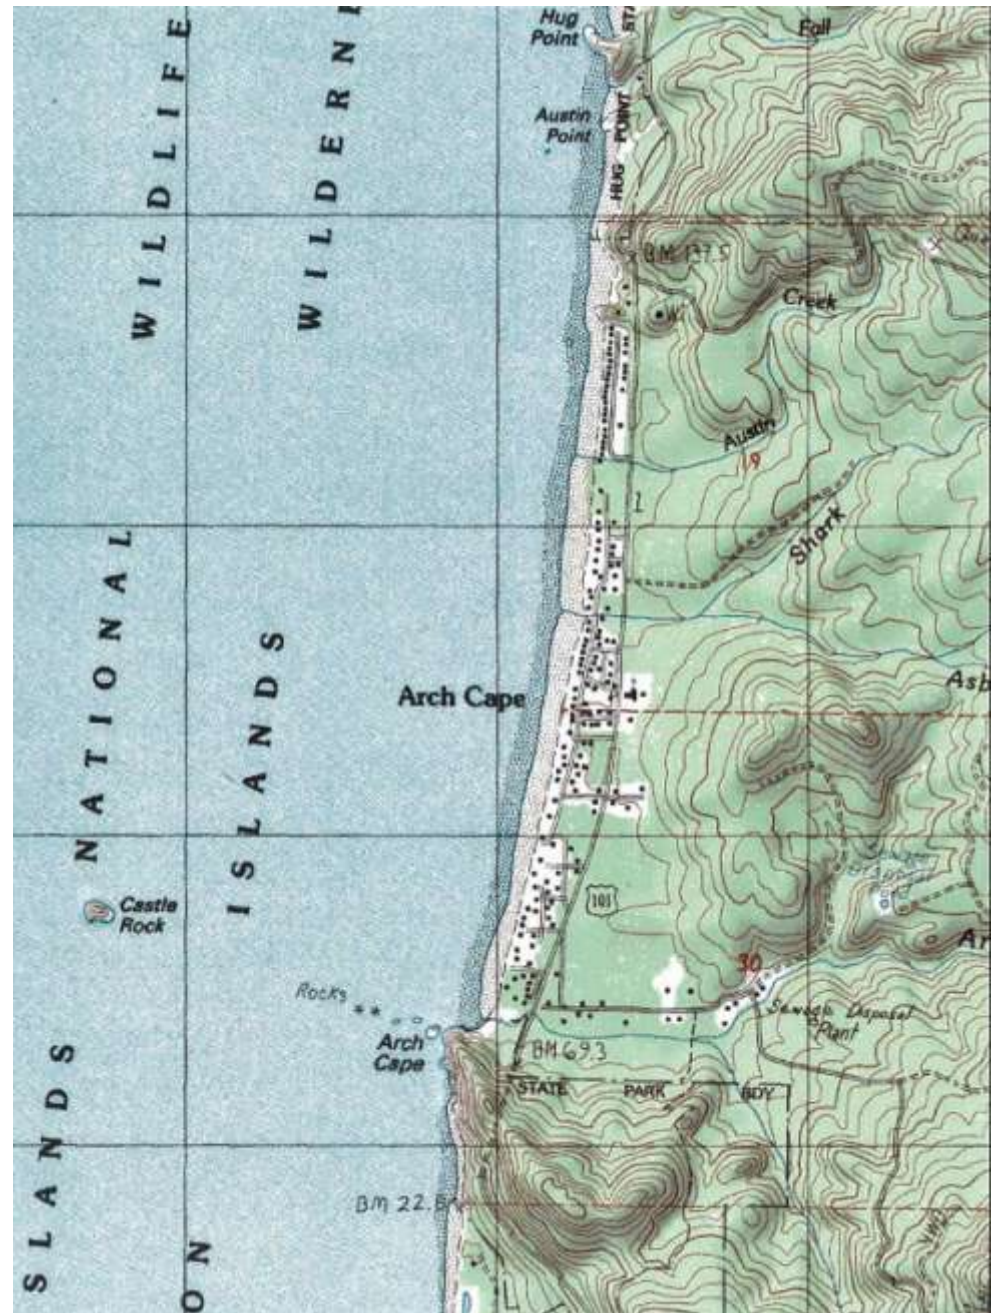 Hug
Point
Fall
WILDLIFE
WILDERN
STA
Austin
Point
HUG POINT
BM 137.5
Creek
Austin
19
Shark
NATIONAL
ISLANDS
Arch Cape
Asb
101
Castle
Rock
30
Ar
Rocks
Sewage Disposal
Plant
Arch
Cape
BM 69.3
STATE PARK BDY
ISLANDS
BM 22.8
ON